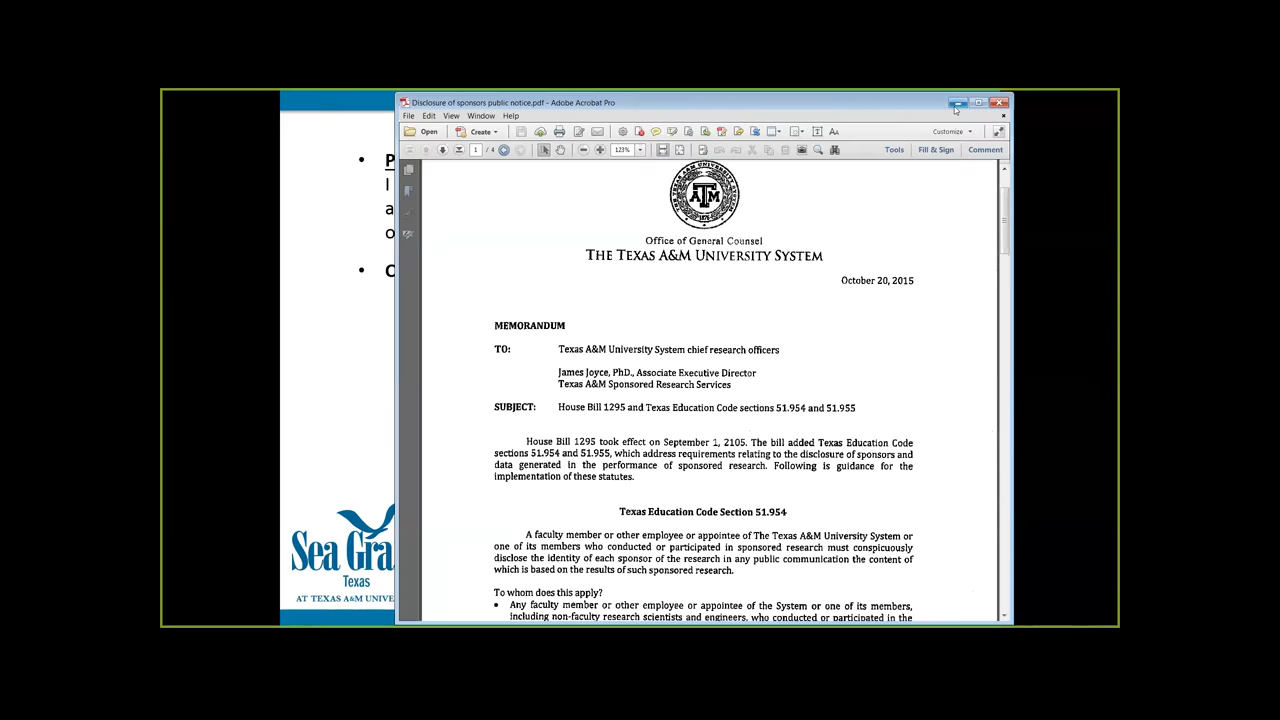 Disclosure of sponsors public notice.pdf - Adobe Acrobat Pro
File Edit View Window Help
Open Create Customize
1 / 4 123% Tools Fill & Sign Comment
• P
I
a
o
• C
Office of General Counsel
THE TEXAS A&M UNIVERSITY SYSTEM
October 20, 2015
MEMORANDUM
TO: Texas A&M University System chief research officers
James Joyce, PhD., Associate Executive Director
Texas A&M Sponsored Research Services
SUBJECT: House Bill 1295 and Texas Education Code sections 51.954 and 51.955
House Bill 1295 took effect on September 1, 2105. The bill added Texas Education Code
sections 51.954 and 51.955, which address requirements relating to the disclosure of sponsors and
data generated in the performance of sponsored research. Following is guidance for the
implementation of these statutes.
Texas Education Code Section 51.954
A faculty member or other employee or appointee of The Texas A&M University System or
one of its members who conducted or participated in sponsored research must conspicuously
disclose the identity of each sponsor of the research in any public communication the content of
which is based on the results of such sponsored research.
To whom does this apply?
• Any faculty member or other employee or appointee of the System or one of its members,
including non-faculty research scientists and engineers, who conducted or participated in the
Sea Gra
Texas
AT TEXAS A&M UNIVE